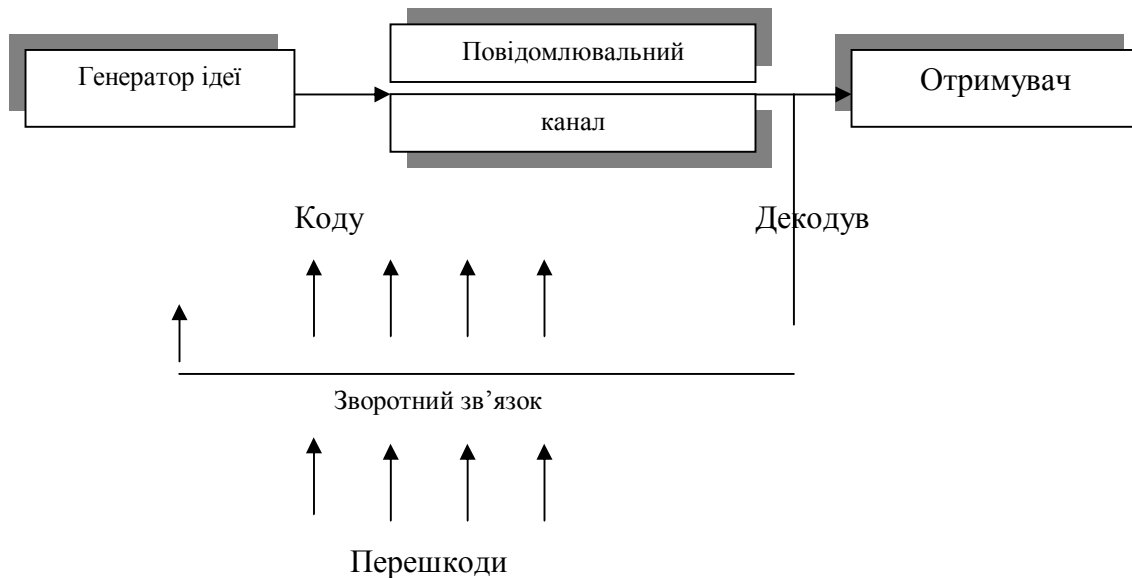 Генератор ідеї
Повідомлювальний
канал
Отримувач
Коду
Декодув
Зворотний зв’язок
Перешкоди